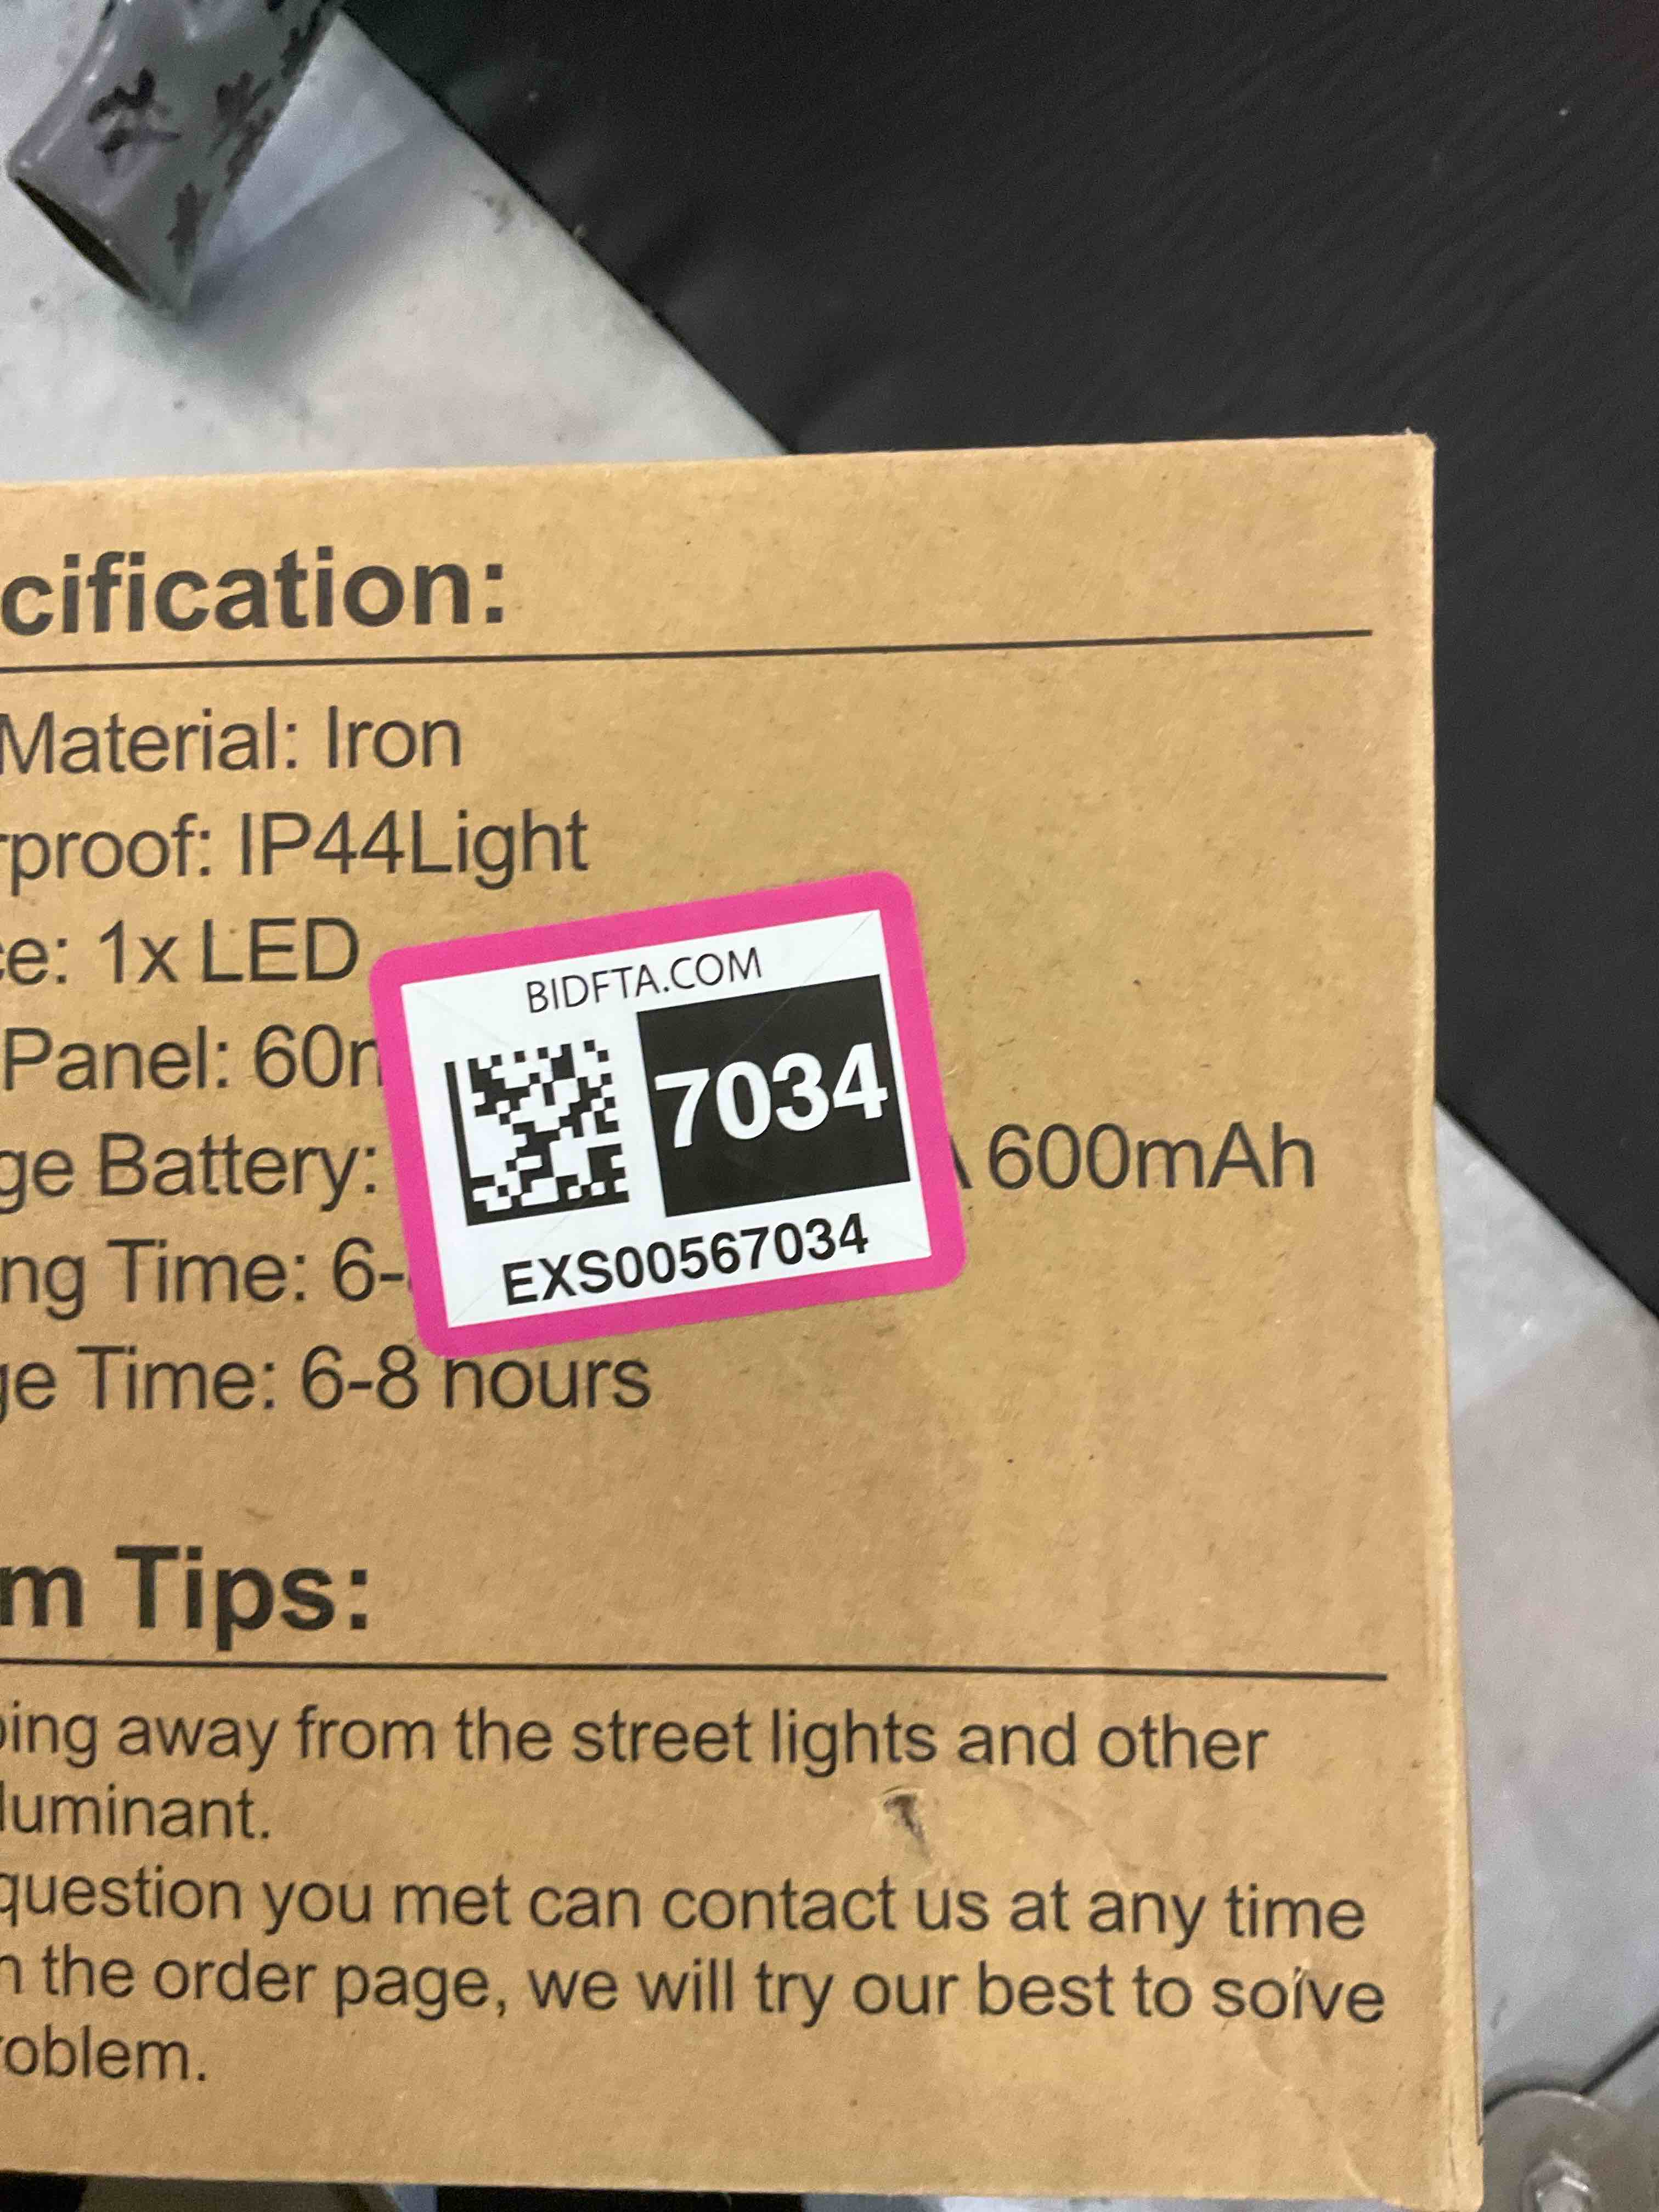 cification:
Material: Iron
rproof: IP44Light
ce: 1x LED
Panel: 60m
ge Battery: 600mAh
ng Time: 6-
ge Time: 6-8 hours
BIDFTA.COM
7034
EXS00567034
m Tips:
ping away from the street lights and other
luminant.
question you met can contact us at any time
n the order page, we will try our best to solve
roblem.